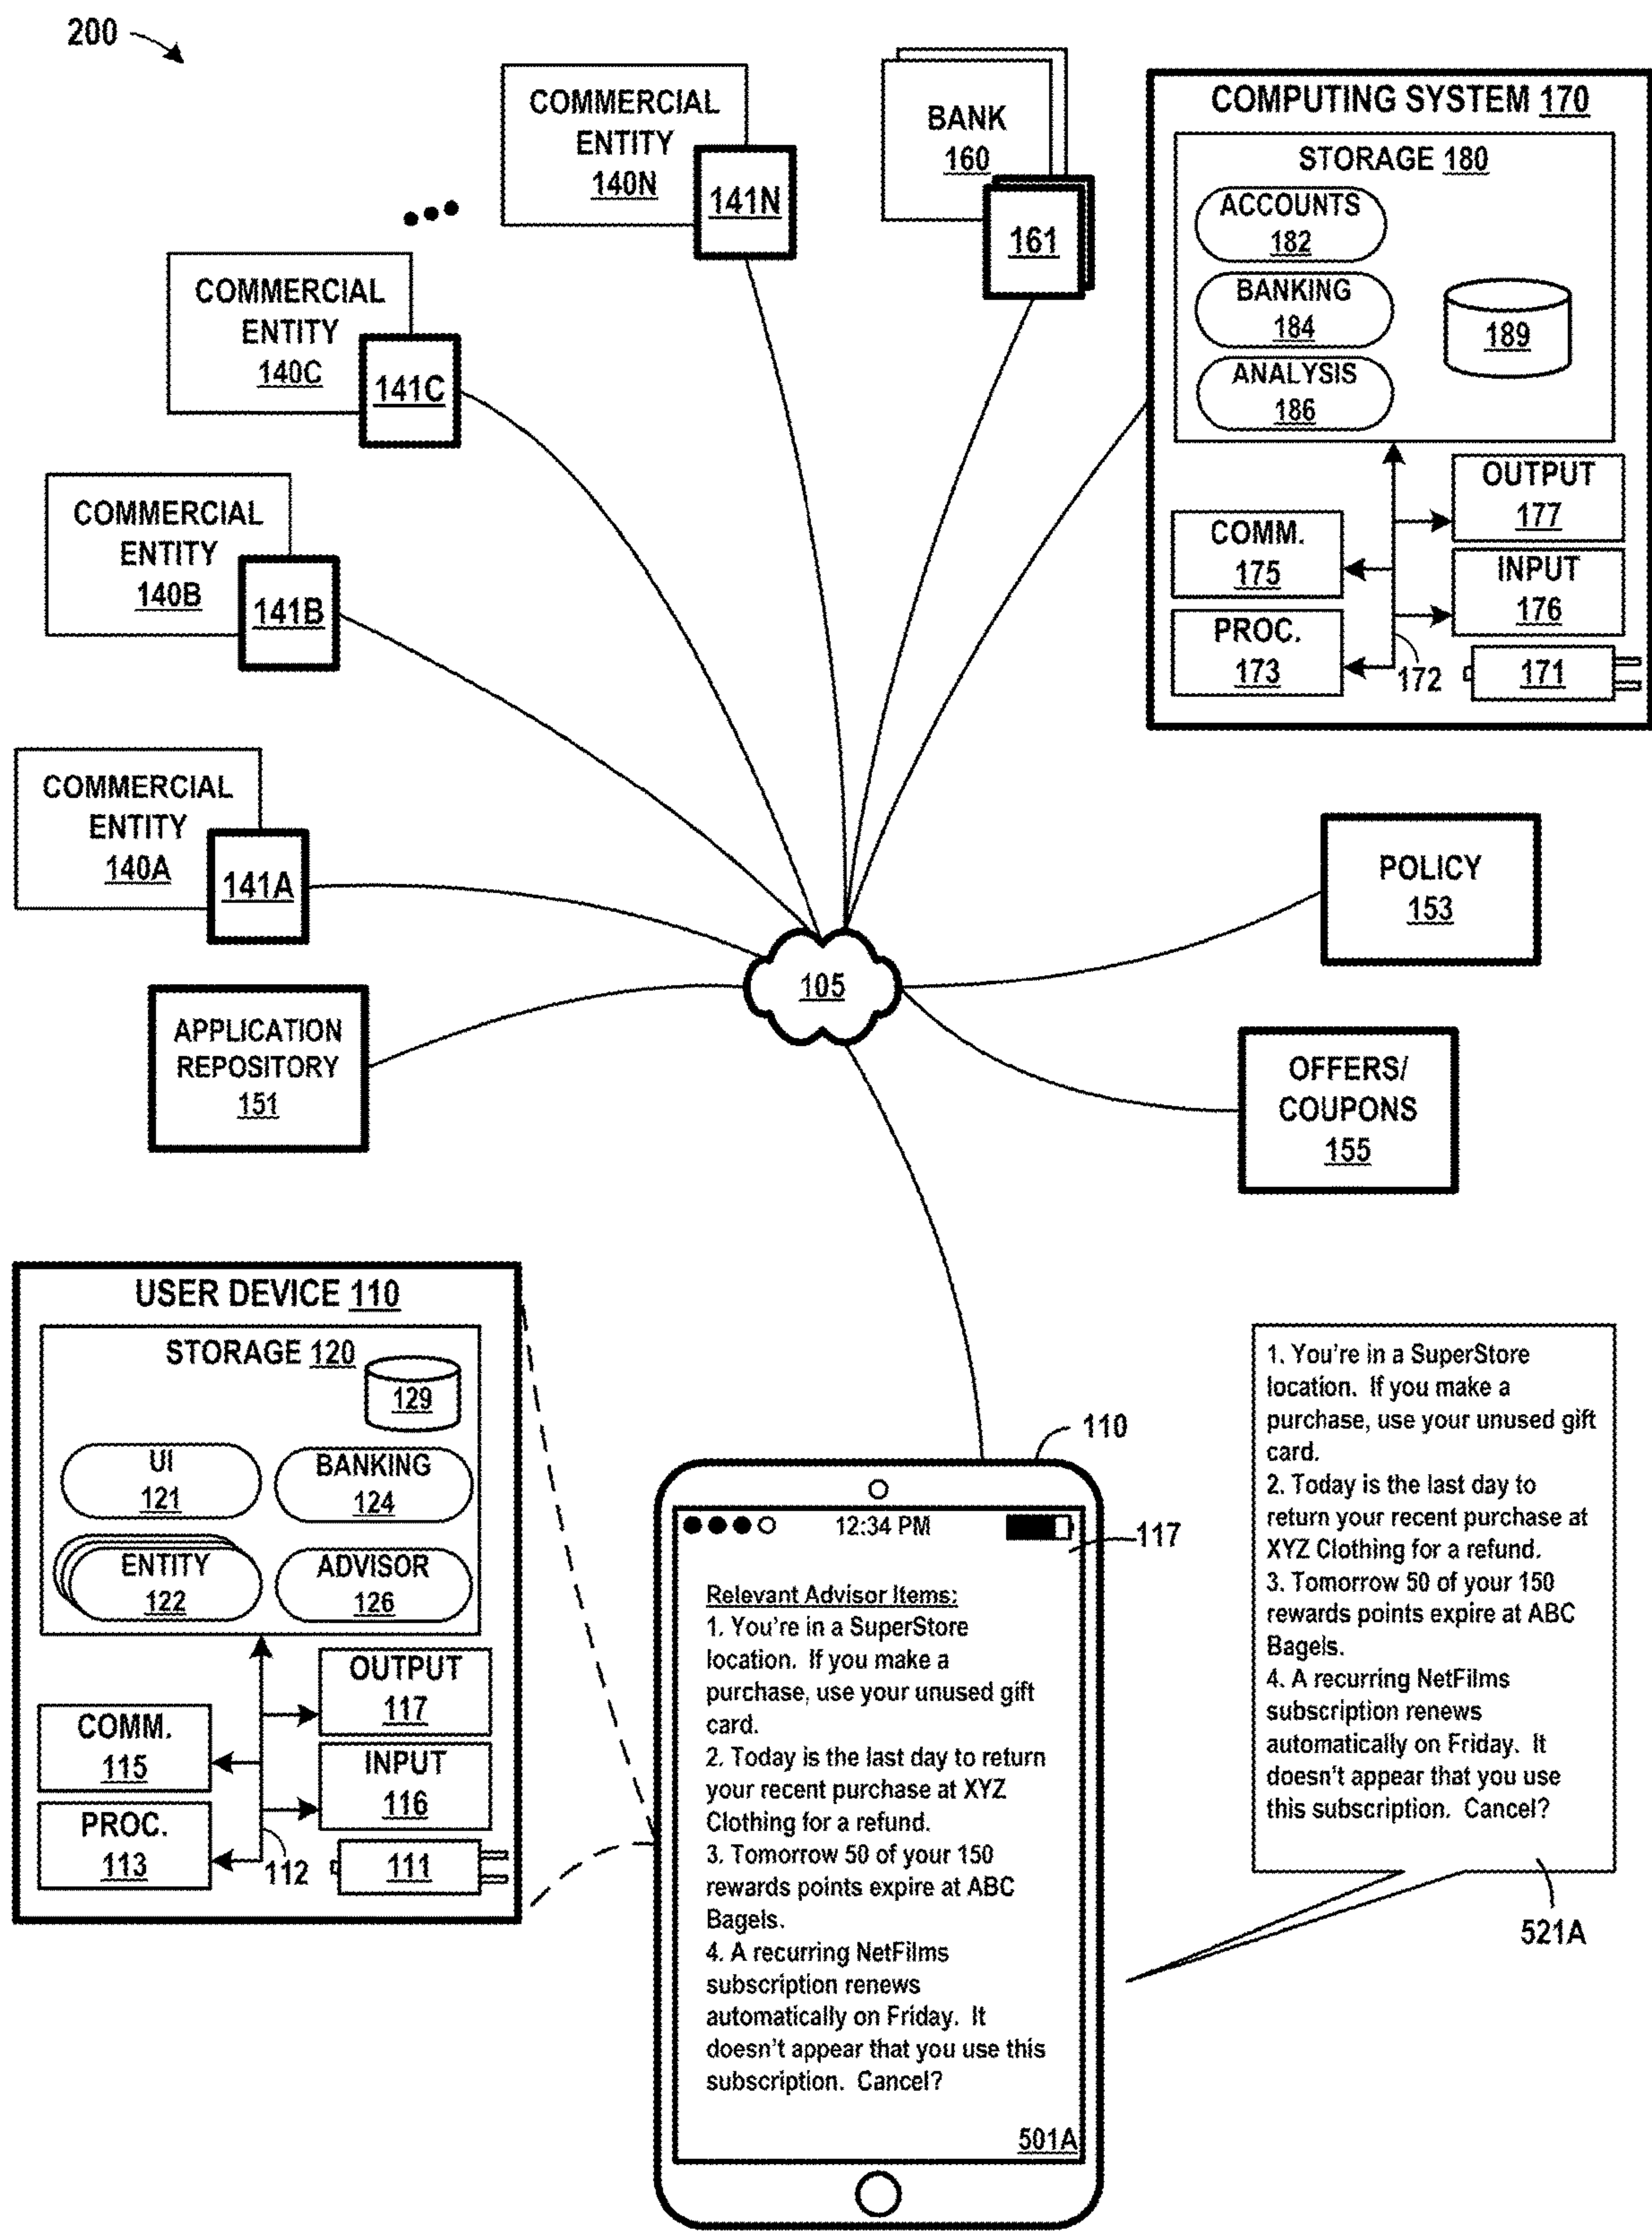 200
COMMERCIAL
ENTITY
140N
141N
BANK
160
161
COMPUTING SYSTEM 170
STORAGE 180
ACCOUNTS
182
BANKING
184
ANALYSIS
186
189
OUTPUT
177
COMM.
175
INPUT
176
PROC.
173
172
171
COMMERCIAL
ENTITY
140C
141C
COMMERCIAL
ENTITY
140B
141B
COMMERCIAL
ENTITY
140A
141A
POLICY
153
105
APPLICATION
REPOSITORY
151
OFFERS/
COUPONS
155
USER DEVICE 110
STORAGE 120
129
UI
121
BANKING
124
ENTITY
122
ADVISOR
126
OUTPUT
117
COMM.
115
INPUT
116
PROC.
113
112
111
110
12:34 PM
117
Relevant Advisor Items:
1. You're in a SuperStore
location. If you make a
purchase, use your unused gift
card.
2. Today is the last day to return
your recent purchase at XYZ
Clothing for a refund.
3. Tomorrow 50 of your 150
rewards points expire at ABC
Bagels.
4. A recurring NetFilms
subscription renews
automatically on Friday. It
doesn't appear that you use this
subscription. Cancel?
501A
1. You're in a SuperStore
location. If you make a
purchase, use your unused gift
card.
2. Today is the last day to
return your recent purchase at
XYZ Clothing for a refund.
3. Tomorrow 50 of your 150
rewards points expire at ABC
Bagels.
4. A recurring NetFilms
subscription renews
automatically on Friday. It
doesn't appear that you use
this subscription. Cancel?
521A